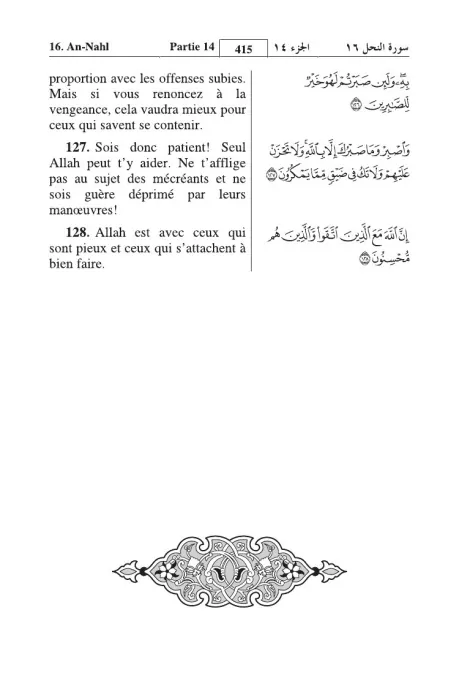 16. An-Nahl Partie 14 415 الجزء ١٤ سورة النحل ١٦
proportion avec les offenses subies.
Mais si vous renoncez à la
vengeance, cela vaudra mieux pour
ceux qui savent se contenir.
127. Sois donc patient! Seul
Allah peut t’y aider. Ne t’afflige
pas au sujet des mécréants et ne
sois guère déprimé par leurs
manœuvres!
128. Allah est avec ceux qui
sont pieux et ceux qui s’attachent à
bien faire.
بِهِۦۖ وَلَئِن صَبَرْتُمْ لَهُوَ خَيْرٌ
لِّلصَّٰبِرِينَ ١٢٦
وَٱصْبِرْ وَمَا صَبْرُكَ إِلَّا بِٱللَّهِۚ وَلَا تَحْزَنْ
عَلَيْهِمْ وَلَا تَكُ فِى ضَيْقٍ مِّمَّا يَمْكُرُونَ ١٢٧
إِنَّ ٱللَّهَ مَعَ ٱلَّذِينَ ٱتَّقَوا۟ وَّٱلَّذِينَ هُم
مُّحْسِنُونَ ١٢٨